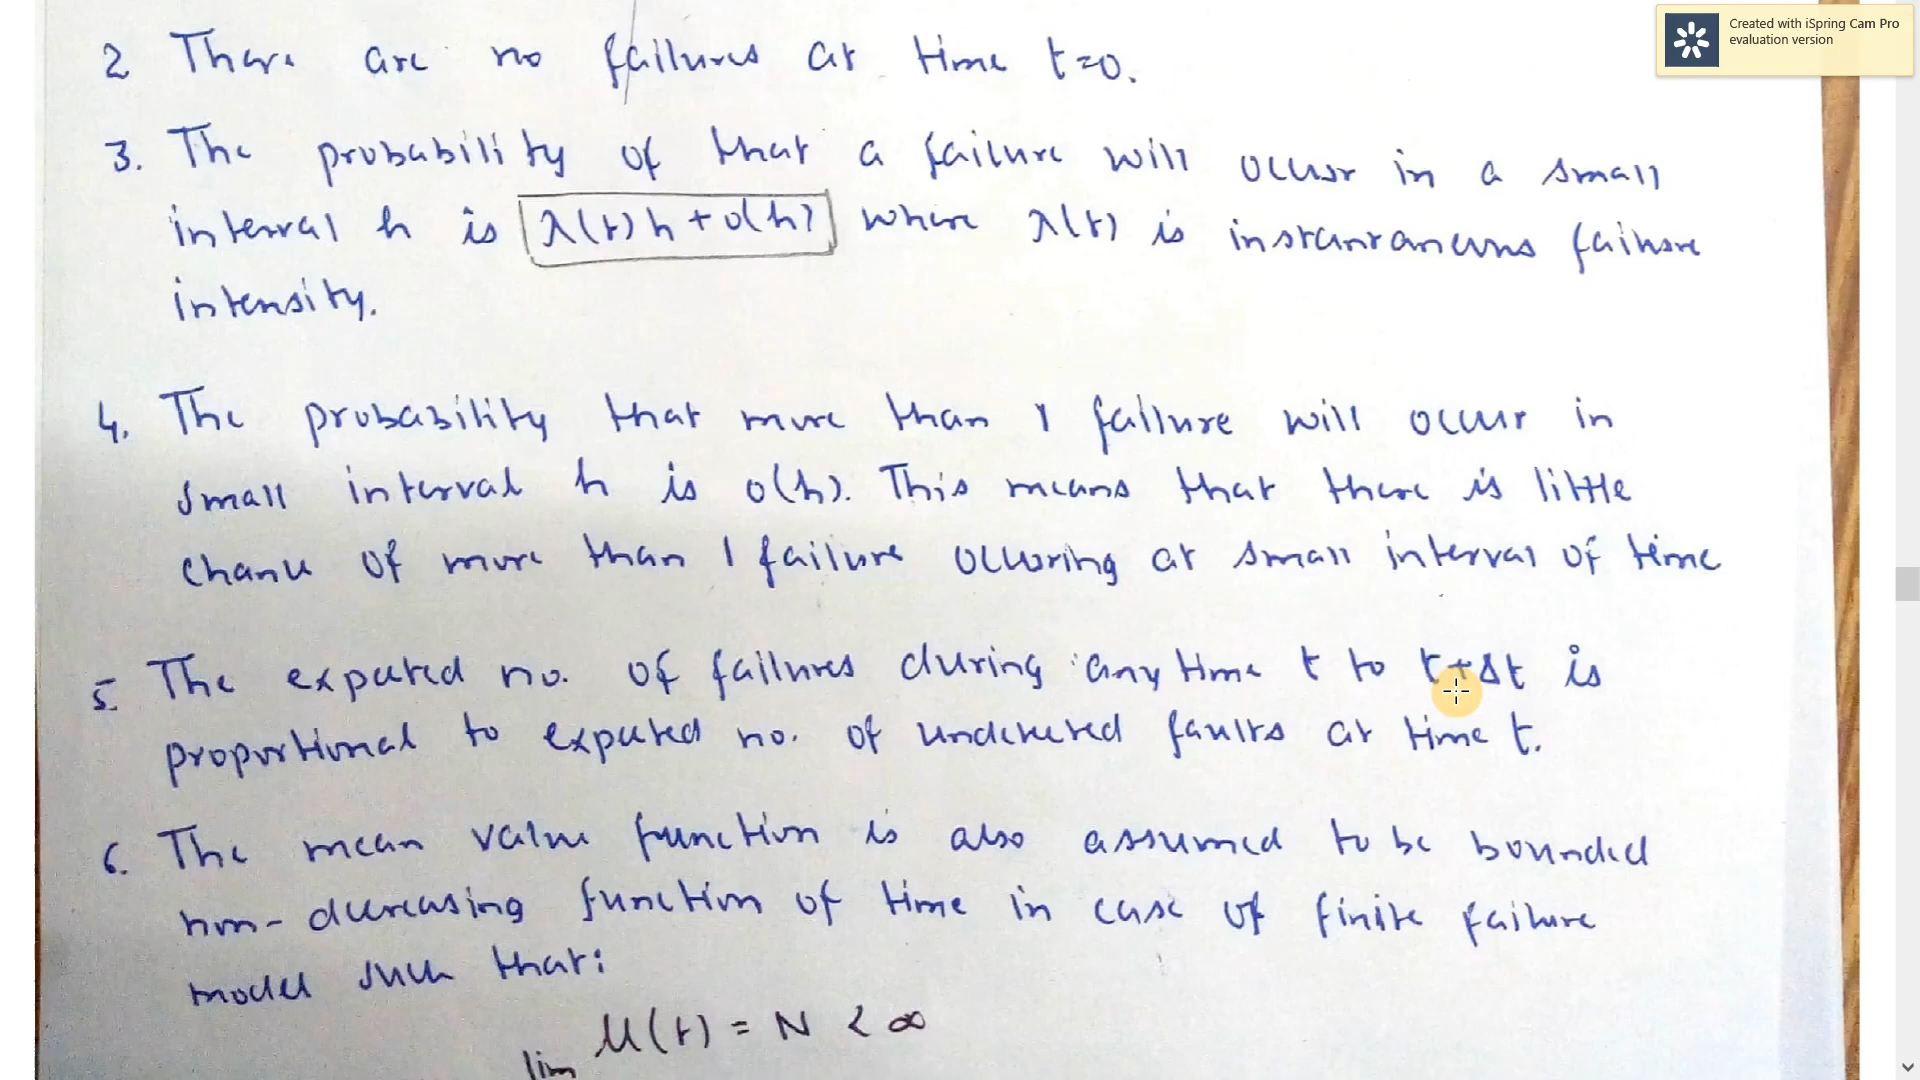 Created with iSpring Cam Pro
evaluation version
2 There are no failures at time t=0.
3. The probability of that a failure will occur in a small
interval h is λ(t)h + o(h) where λ(t) is instantaneous failure
intensity.
4. The probability that more than 1 failure will occur in
small interval h is o(h). This means that there is little
chance of more than 1 failure occuring at small interval of time
5. The expected no. of failures during any time t to t+Δt is
proportional to expected no. of undetected faults at time t.
6. The mean value function is also assumed to be bounded
non-decreasing function of time in case of finite failure
model such that:
μ(t) = N < ∞
lim